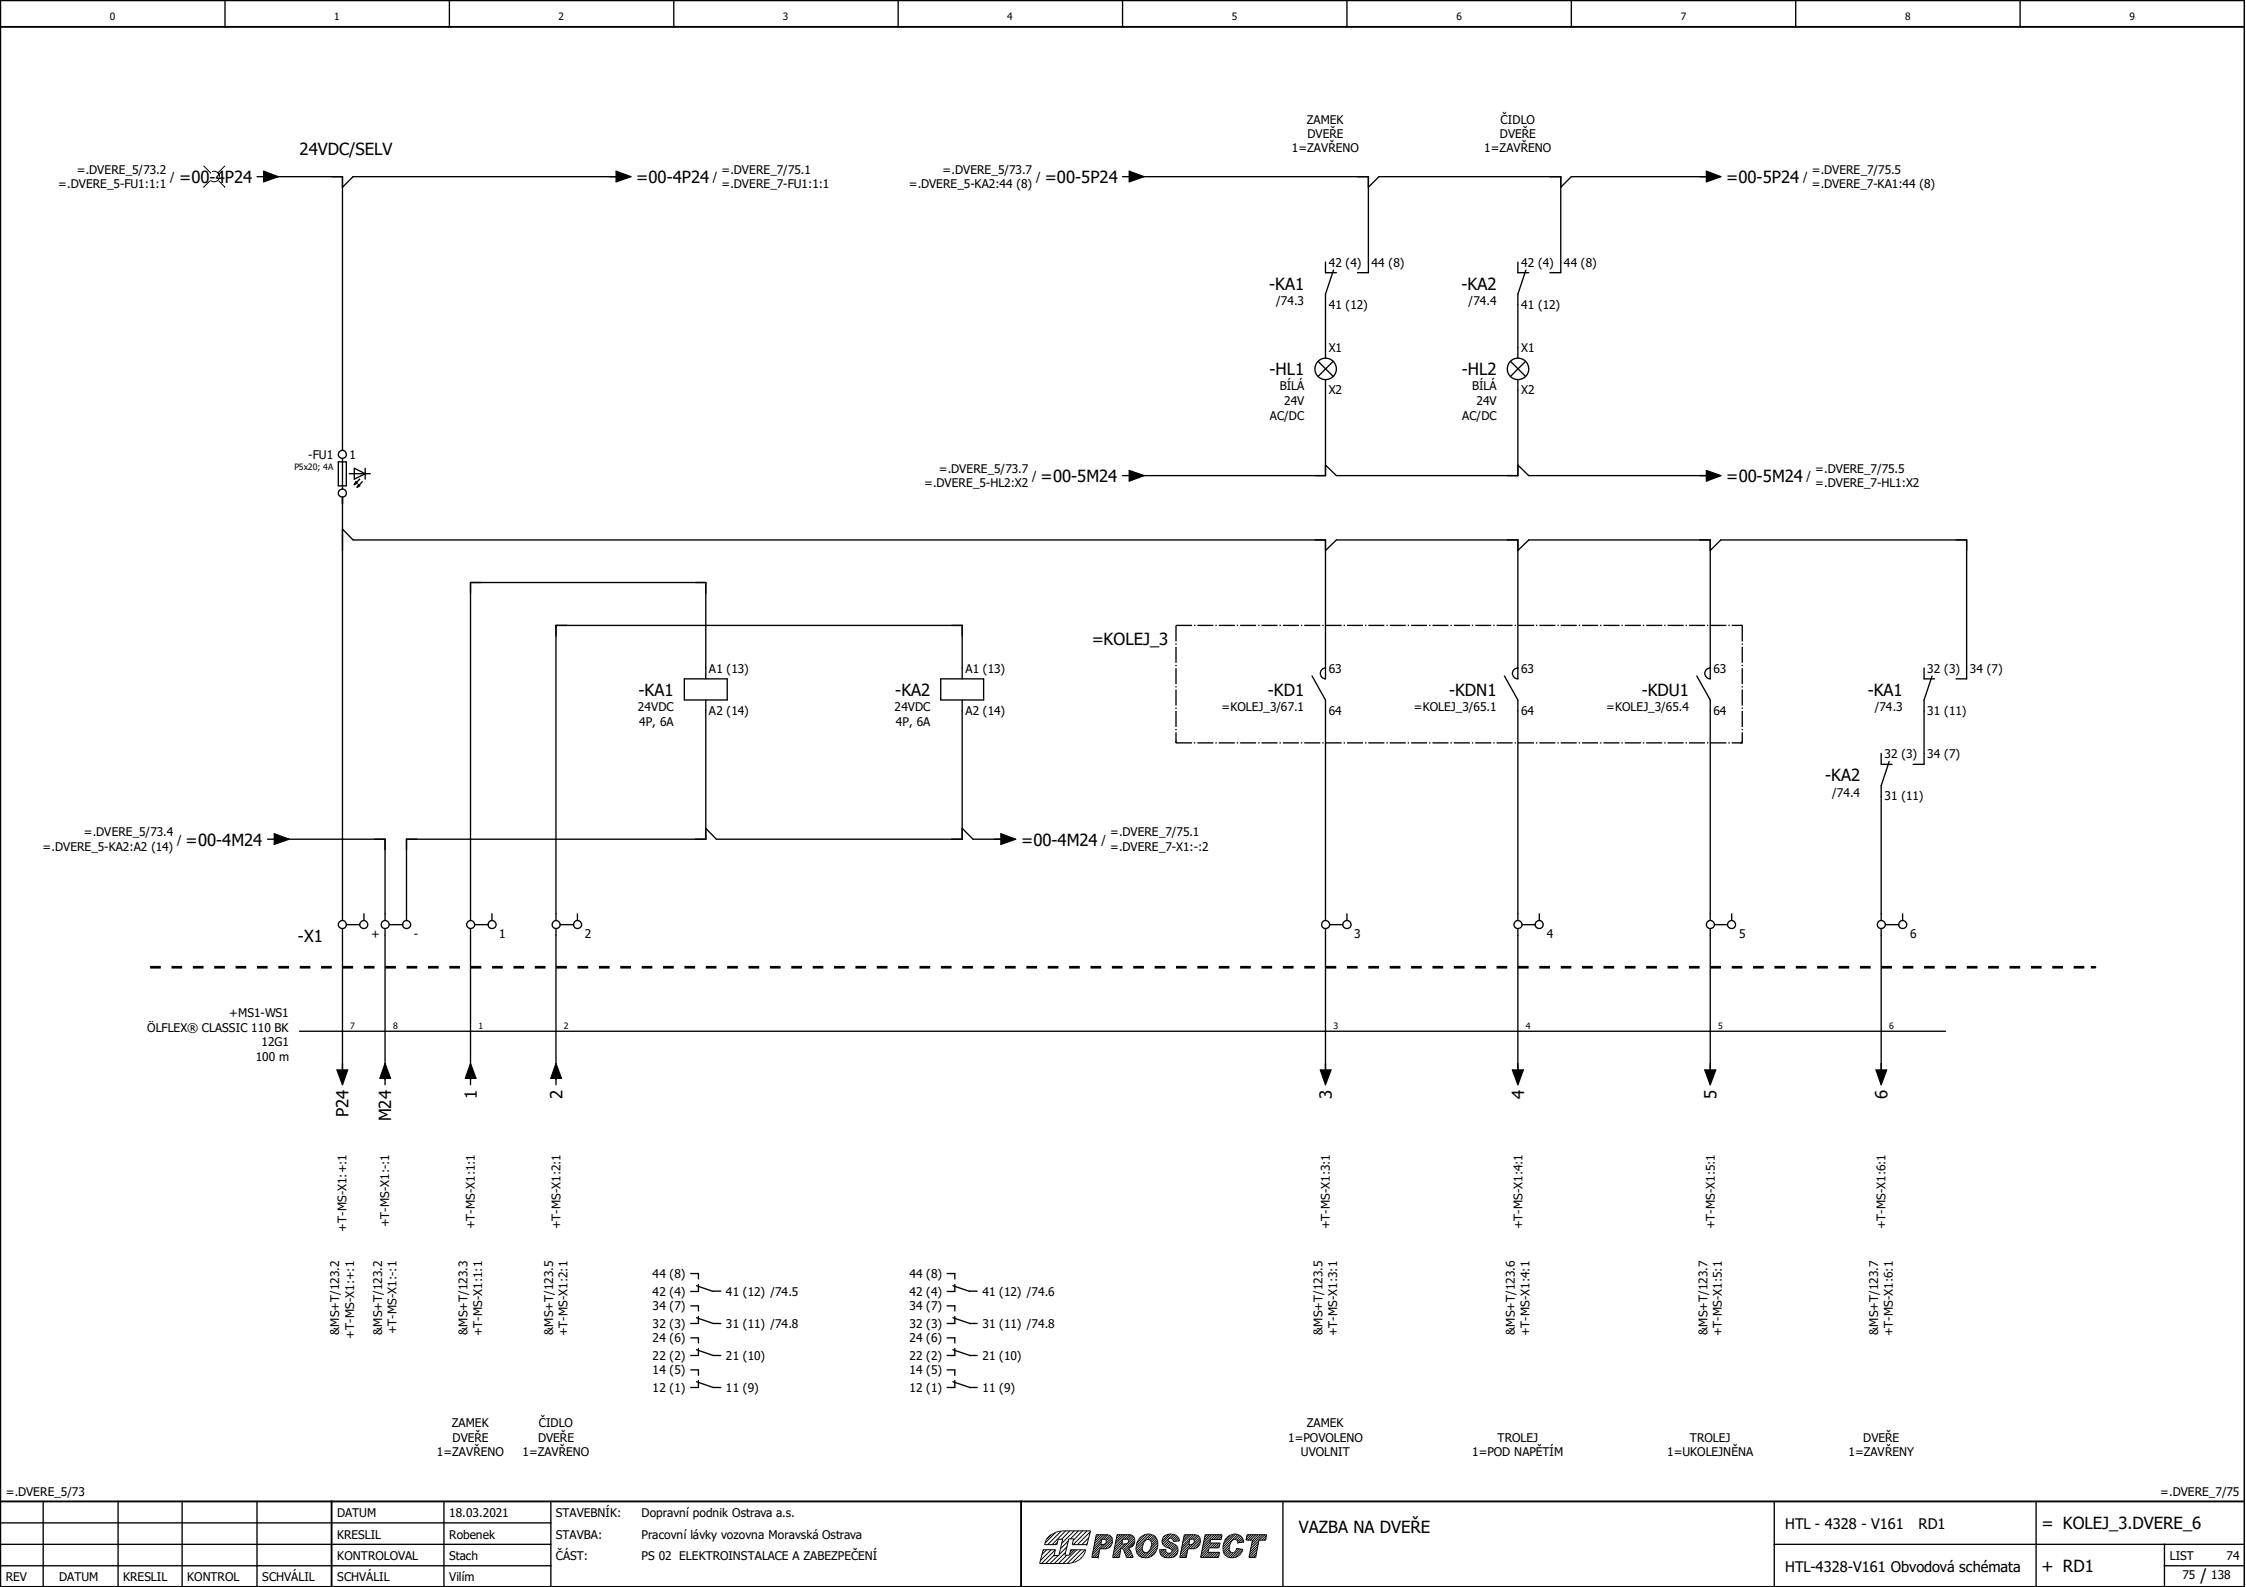 0 1 2 3 4 5 6 7 8 9
ZAMEK
DVEŘE
1=ZAVŘENO
ČIDLO
DVEŘE
1=ZAVŘENO
24VDC/SELV
=.DVERE_5/73.2
=.DVERE_5-FU1:1:1 / =00-4P24
=00-4P24 / =.DVERE_7/75.1
=.DVERE_7-FU1:1:1
=.DVERE_5/73.7
=.DVERE_5-KA2:44 (8) / =00-5P24
=00-5P24 / =.DVERE_7/75.5
=.DVERE_7-KA1:44 (8)
42 (4) 44 (8)
-KA1
/74.3
41 (12)
42 (4) 44 (8)
-KA2
/74.4
41 (12)
X1
-HL1
BÍLÁ
24V
AC/DC
X2
X1
-HL2
BÍLÁ
24V
AC/DC
X2
-FU1 1
P5x20; 4A
=.DVERE_5/73.7
=.DVERE_5-HL2:X2 / =00-5M24
=00-5M24 / =.DVERE_7/75.5
=.DVERE_7-HL1:X2
=KOLEJ_3
A1 (13)
-KA1
24VDC
4P, 6A
A2 (14)
A1 (13)
-KA2
24VDC
4P, 6A
A2 (14)
63
-KD1
=KOLEJ_3/67.1
64
63
-KDN1
=KOLEJ_3/65.1
64
63
-KDU1
=KOLEJ_3/65.4
64
32 (3) 34 (7)
-KA1
/74.3
31 (11)
32 (3) 34 (7)
-KA2
/74.4
31 (11)
=.DVERE_5/73.4
=.DVERE_5-KA2:A2 (14) / =00-4M24
=00-4M24 / =.DVERE_7/75.1
=.DVERE_7-X1:-:2
-X1 + - 1 2 3 4 5 6
+MS1-WS1
ÖLFLEX® CLASSIC 110 BK
12G1
100 m
7 8 1 2 3 4 5 6
P24 M24 1 2 3 4 5 6
+T-MS-X1:+:1
+T-MS-X1:-:1
+T-MS-X1:1:1
+T-MS-X1:2:1
+T-MS-X1:3:1
+T-MS-X1:4:1
+T-MS-X1:5:1
+T-MS-X1:6:1
&MS+T/123.2
+T-MS-X1:+:1
&MS+T/123.2
+T-MS-X1:-:1
&MS+T/123.3
+T-MS-X1:1:1
&MS+T/123.5
+T-MS-X1:2:1
&MS+T/123.5
+T-MS-X1:3:1
&MS+T/123.6
+T-MS-X1:4:1
&MS+T/123.7
+T-MS-X1:5:1
&MS+T/123.7
+T-MS-X1:6:1
44 (8)
42 (4) 41 (12) /74.5
34 (7)
32 (3) 31 (11) /74.8
24 (6)
22 (2) 21 (10)
14 (5)
12 (1) 11 (9)
44 (8)
42 (4) 41 (12) /74.6
34 (7)
32 (3) 31 (11) /74.8
24 (6)
22 (2) 21 (10)
14 (5)
12 (1) 11 (9)
ZAMEK
DVEŘE
1=ZAVŘENO
ČIDLO
DVEŘE
1=ZAVŘENO
ZAMEK
1=POVOLENO
UVOLNIT
TROLEJ
1=POD NAPĚTÍM
TROLEJ
1=UKOLEJNĚNA
DVEŘE
1=ZAVŘENY
=.DVERE_5/73
=.DVERE_7/75
DATUM 18.03.2021
KRESLIL Robenek
KONTROLOVAL Stach
REV DATUM KRESLIL KONTROL SCHVÁLIL SCHVÁLIL Vilím
STAVEBNÍK: Dopravní podnik Ostrava a.s.
STAVBA: Pracovní lávky vozovna Moravská Ostrava
ČÁST: PS 02 ELEKTROINSTALACE A ZABEZPEČENÍ
PROSPECT
VAZBA NA DVEŘE
HTL - 4328 - V161 RD1
HTL-4328-V161 Obvodová schémata
= KOLEJ_3.DVERE_6
+ RD1
LIST 74
75 / 138